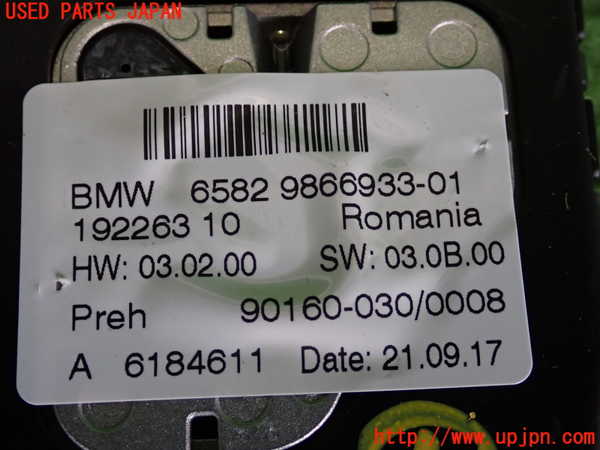 USED PARTS JAPAN
BMW 6582 9866933-01
192263 10 Romania
HW: 03.02.00 SW: 03.0B.00
Preh 90160-030/0008
A 6184611 Date: 21.09.17
http://www.upjpn.com